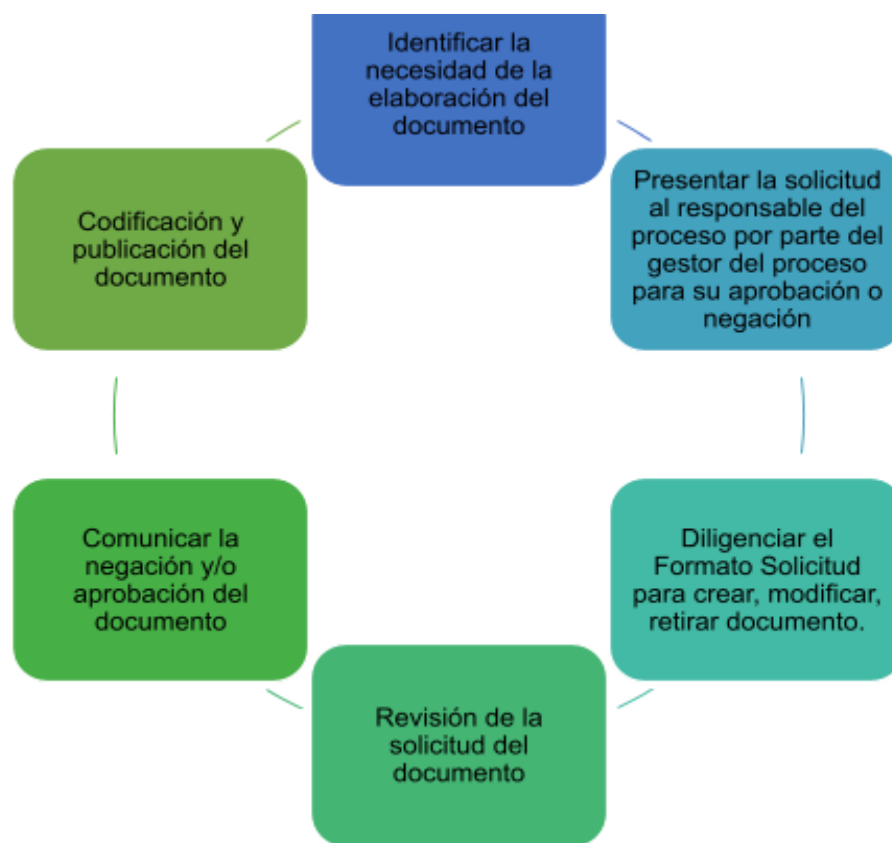 Identificar la
necesidad de la
elaboración del
documento
Presentar la solicitud
al responsable del
proceso por parte del
gestor del proceso
para su aprobación o
negación
Diligenciar el
Formato Solicitud
para crear, modificar,
retirar documento.
Revisión de la
solicitud del
documento
Comunicar la
negación y/o
aprobación del
documento
Codificación y
publicación del
documento